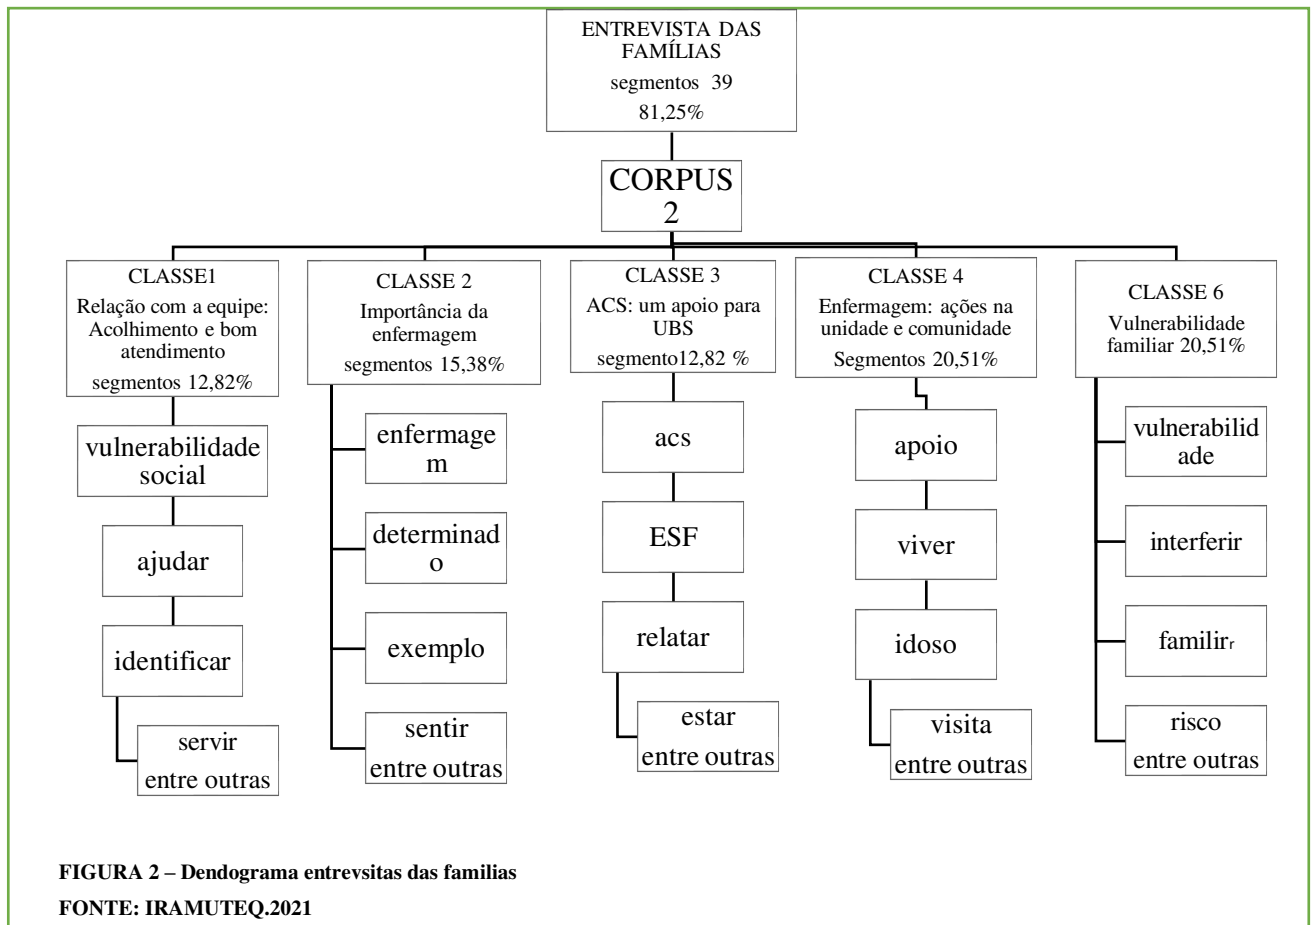 ENTREVISTA DAS
FAMÍLIAS
segmentos 39
81,25%
CORPUS
2
CLASSE1
Relação com a equipe:
Acolhimento e bom
atendimento
segmentos 12,82%
vulnerabilidade
social
ajudar
identificar
servir
entre outras
CLASSE 2
Importância da
enfermagem
segmentos 15,38%
enfermage
m
determinad
o
exemplo
sentir
entre outras
CLASSE 3
ACS: um apoio para
UBS
segmento12,82 %
acs
ESF
relatar
estar
entre outras
CLASSE 4
Enfermagem: ações na
unidade e comunidade
Segmentos 20,51%
apoio
viver
idoso
visita
entre outras
CLASSE 6
Vulnerabilidade
familiar 20,51%
vulnerabilid
ade
interferir
familirr
risco
entre outras
FIGURA 2 – Dendograma entrevsitas das familias
FONTE: IRAMUTEQ.2021